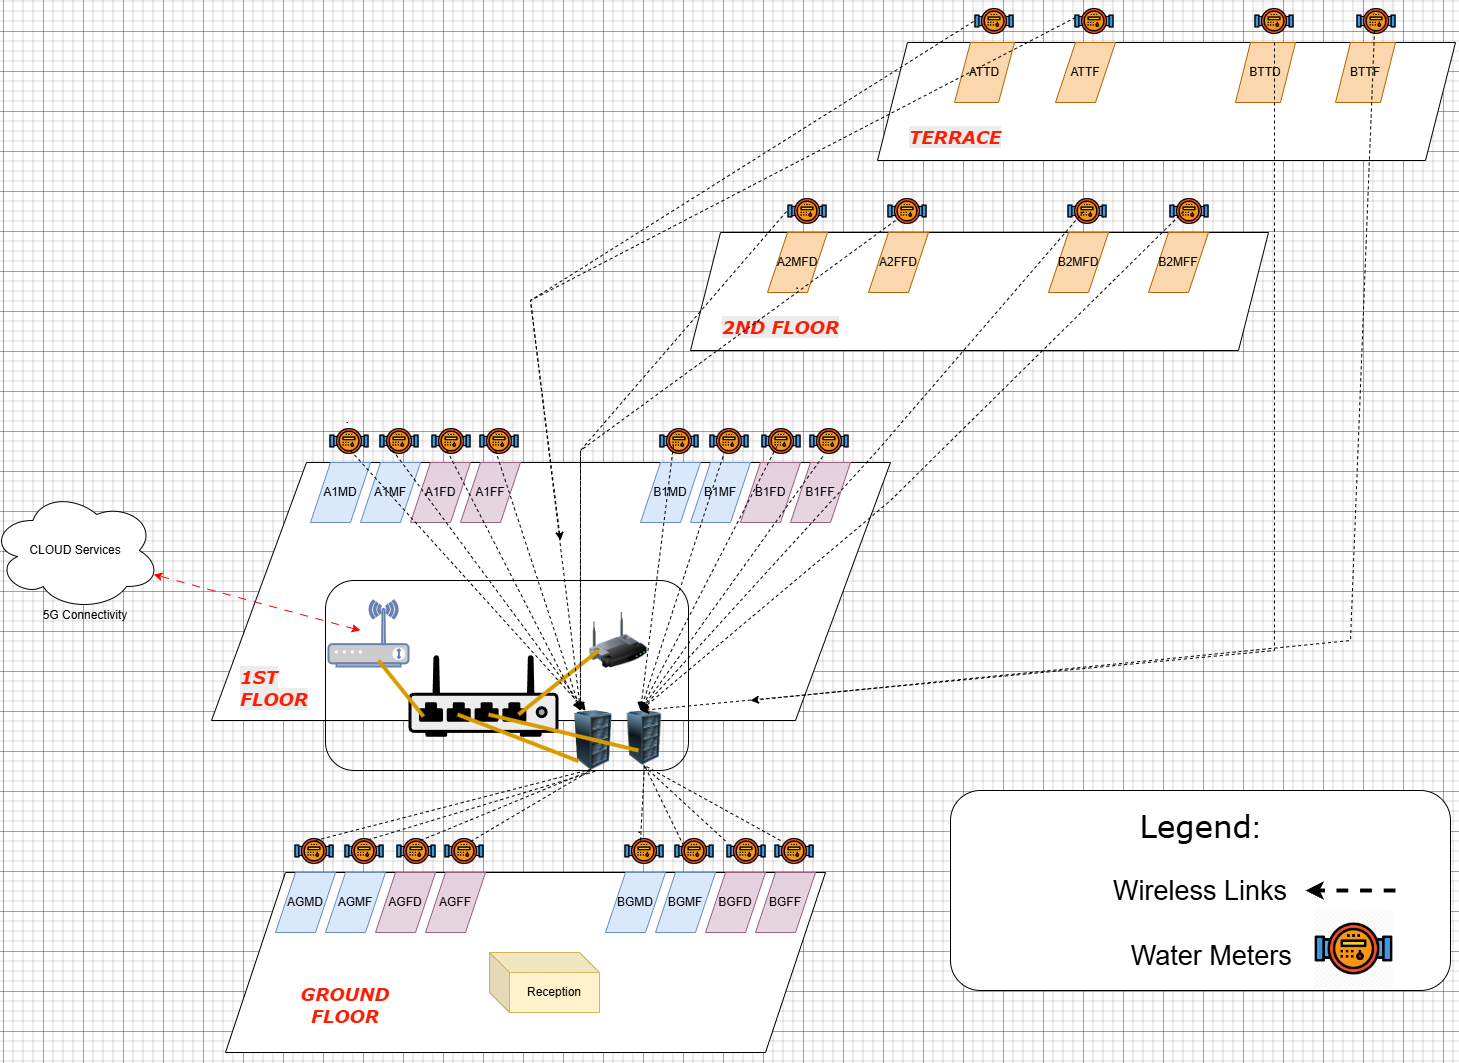 ATTD
ATTF
BTTD
BTTF
TERRACE
A2MFD
A2FFD
B2MFD
B2MFF
2ND FLOOR
A1MD
A1MF
A1FD
A1FF
B1MD
B1MF
B1FD
B1FF
CLOUD Services
5G Connectivity
1ST
FLOOR
AGMD
AGMF
AGFD
AGFF
BGMD
BGMF
BGFD
BGFF
Reception
GROUND
FLOOR
Legend:
Wireless Links
Water Meters